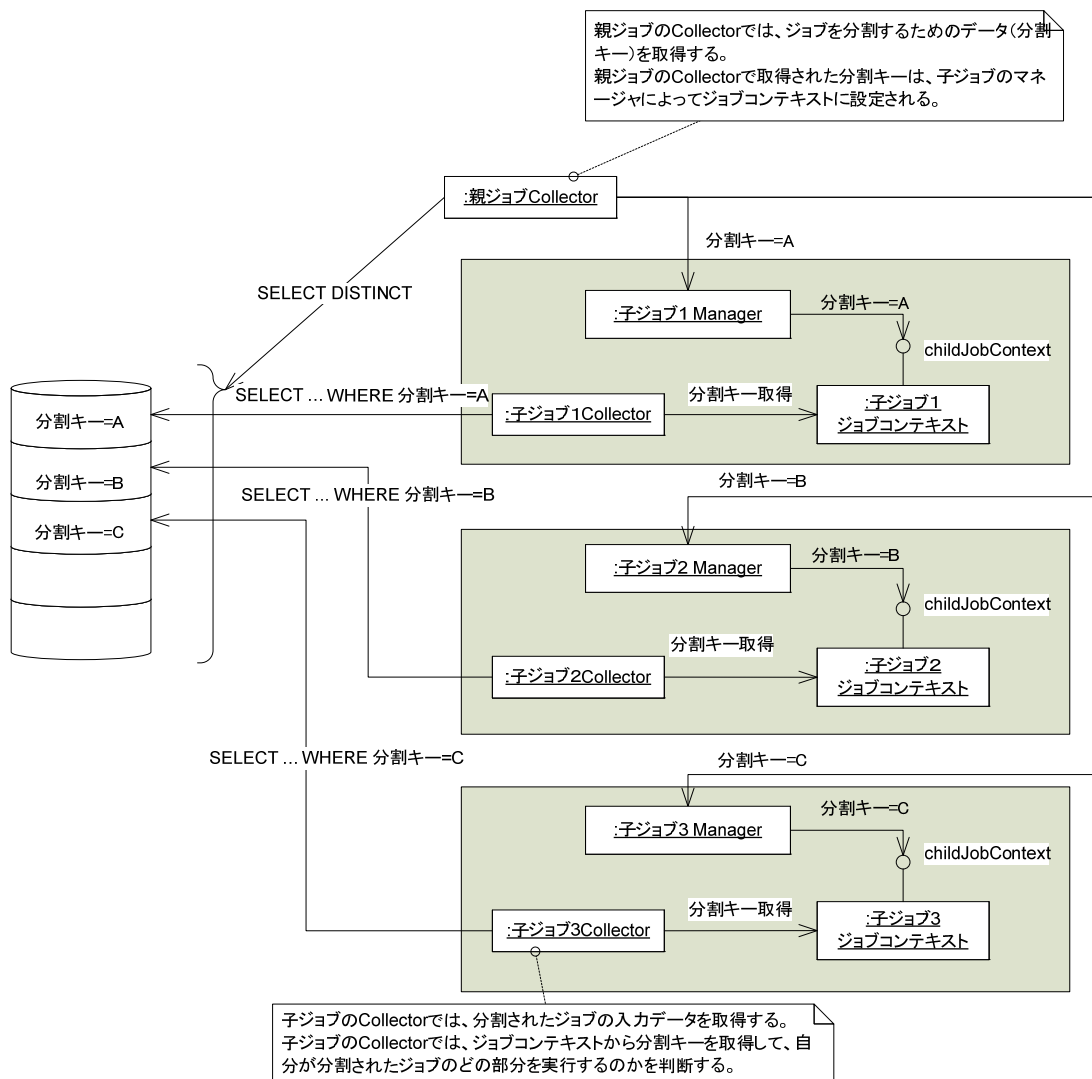 親ジョブのCollectorでは、ジョブを分割するためのデータ(分割
キー)を取得する。
親ジョブのCollectorで取得された分割キーは、子ジョブのマネ
ージャによってジョブコンテキストに設定される。
:親ジョブCollector
分割キー=A
SELECT DISTINCT
:子ジョブ1 Manager
分割キー=A
childJobContext
SELECT ... WHERE 分割キー=A
分割キー取得
:子ジョブ1Collector
:子ジョブ1
ジョブコンテキスト
分割キー=A
分割キー=B
分割キー=C
SELECT ... WHERE 分割キー=B
分割キー=B
:子ジョブ2 Manager
分割キー=B
childJobContext
分割キー取得
:子ジョブ2Collector
:子ジョブ2
ジョブコンテキスト
SELECT ... WHERE 分割キー=C
分割キー=C
:子ジョブ3 Manager
分割キー=C
childJobContext
分割キー取得
:子ジョブ3Collector
:子ジョブ3
ジョブコンテキスト
子ジョブのCollectorでは、分割されたジョブの入力データを取得する。
子ジョブのCollectorでは、ジョブコンテキストから分割キーを取得して、自
分が分割されたジョブのどの部分を実行するのかを判断する。